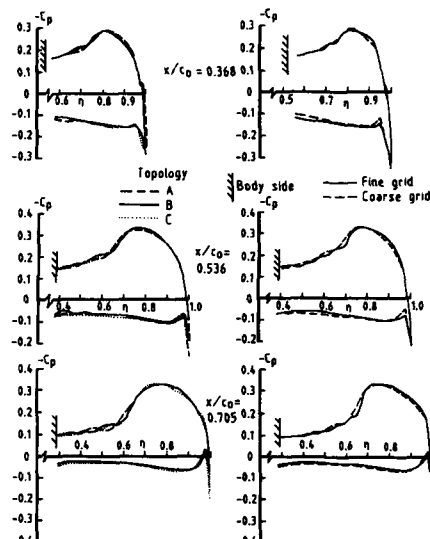 -Cp -Cp
0.3 0.3
0.2 0.2
0.1 0.1
0 0
0.6 0.8 0.9 0.5 0.7 0.9
η η
x/c₀ = 0.368
-0.1 -0.1
-0.2 -0.2
-0.3 -0.3
Topology
A
B
C
Body side
Fine grid
Coarse grid
-Cp -Cp
0.4 0.4
0.3 0.3
0.2 0.2
0.1 0.1
x/c₀=
0.536
0 0
0.4 0.6 0.8 1.0 0.4 0.6 0.8 1.0
η η
-0.1 -0.1
-0.2 -0.2
-Cp -Cp
0.4 0.4
0.3 0.3
0.2 0.2
0.1 0.1
x/c₀=
0.705
0.4 η 0.8 0.4 0.6 η 0.8
0 0
-0.1 -0.1
-0.2 -0.2
-0.3 -0.3